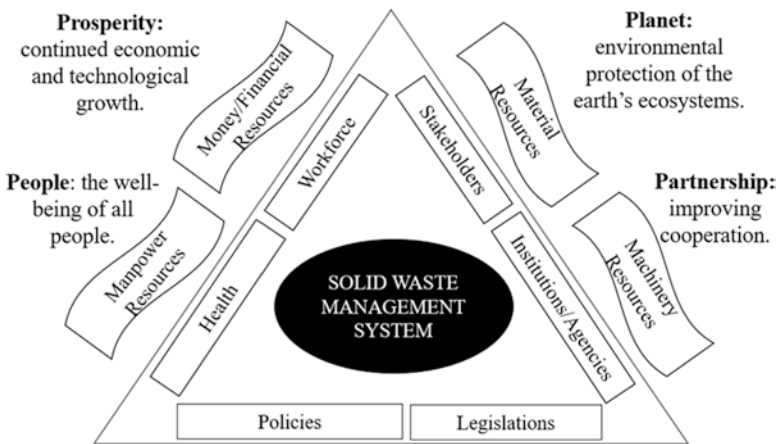 Prosperity:
continued economic
and technological
growth.
Money/Financial
Resources
Planet:
environmental
protection of the
earth's ecosystems.
Material
Resources
Workforce
Stakeholders
People: the well-
being of all
people.
Manpower
Resources
Partnership:
improving
cooperation.
Machinery
Resources
Health
Institutions/Agencies
SOLID WASTE
MANAGEMENT
SYSTEM
Policies
Legislations